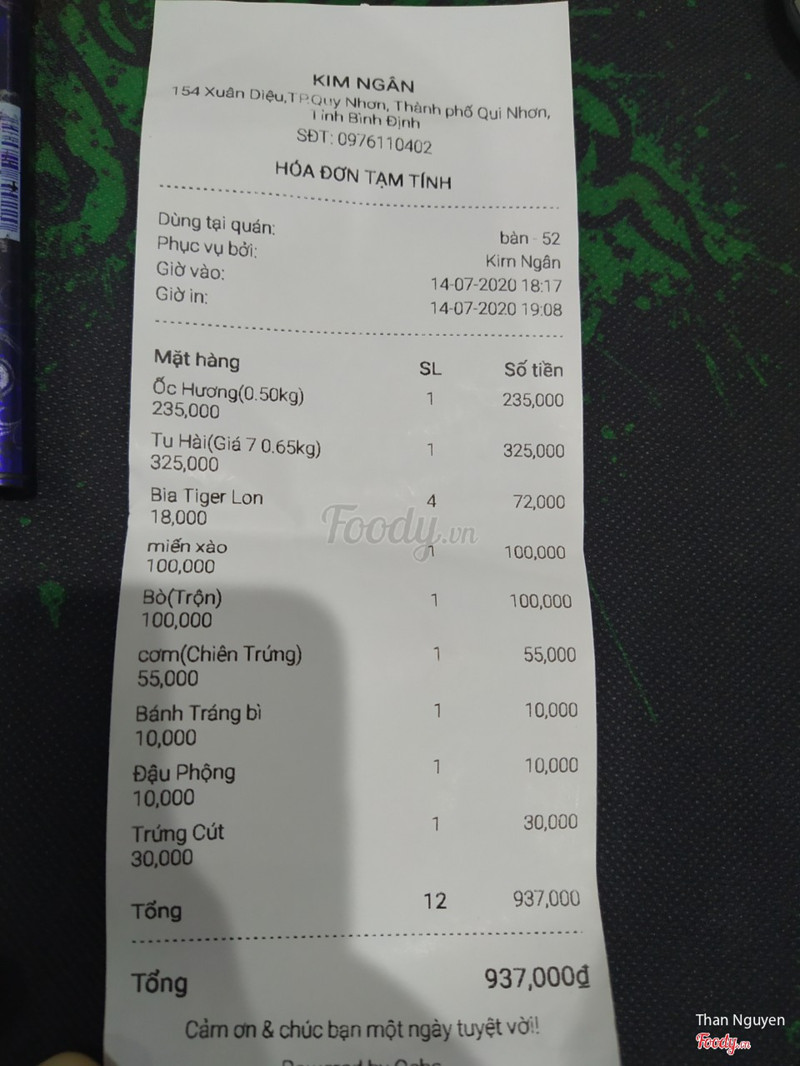 KIM NGÂN
154 Xuân Diệu,TP.Quy Nhơn, Thành phố Qui Nhơn,
Tỉnh Bình Định
SĐT: 0976110402
HÓA ĐƠN TẠM TÍNH
Dùng tại quán: bàn - 52
Phục vụ bởi: Kim Ngân
Giờ vào: 14-07-2020 18:17
Giờ in: 14-07-2020 19:08
Mặt hàng SL Số tiền
Ốc Hương(0.50kg) 1 235,000
235,000
Tu Hài(Giá 7 0.65kg) 1 325,000
325,000
Bia Tiger Lon 4 72,000
18,000
miến xào 1 100,000
100,000
Bò(Trộn) 1 100,000
100,000
cơm(Chiên Trứng) 1 55,000
55,000
Bánh Tráng bì 1 10,000
10,000
Đậu Phộng 1 10,000
10,000
Trứng Cút 1 30,000
30,000
Tổng 12 937,000
Tổng 937,000₫
Cảm ơn & chúc bạn một ngày tuyệt vời!
Powered by
Foody.vn
Than Nguyen
Foody.vn